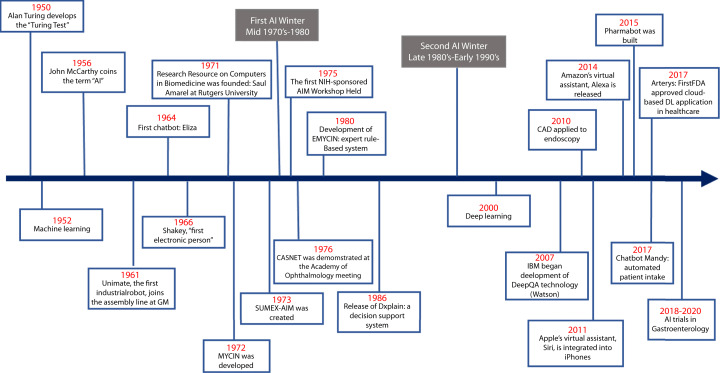 1950
Alan Turing develops
the “Turing Test”
1956
John McCarthy coins
the term “AI”
1964
First chatbot: Eliza
1971
Research Resource on Computers
in Biomedicine was founded: Saul
Amarel at Rutgers University
First AI Winter
Mid 1970's-1980
1975
The first NIH-sponsored
AIM Workshop Held
1980
Development of
EMYCIN: expert rule-
Based system
Second AI Winter
Late 1980's-Early 1990's
2010
CAD applied to
endoscopy
2014
Amazon's virtual
assistant, Alexa is
released
2015
Pharmabot was
built
2017
Arterys: FirstFDA
approved cloud-
based DL application
in healthcare
1952
Machine learning
1961
Unimate, the first
industrialrobot, joins
the assembly line at GM
1966
Shakey, “first
electronic person”
1972
MYCIN was
developed
1973
SUMEX-AIM was
created
1976
CASNET was demomstrated at
the Academy of
Ophthalmology meeting
1986
Release of Dxplain: a
decision support
system
2000
Deep learning
2007
IBM began
deelopment of DeepQA
technology (Watson)
2011
Apple's virtual assistant,
Siri, is integrated into
iPhones
2017
Chatbot Mandy:
automated
patient intake
2018-2020
AI trials in
Gastroenterology